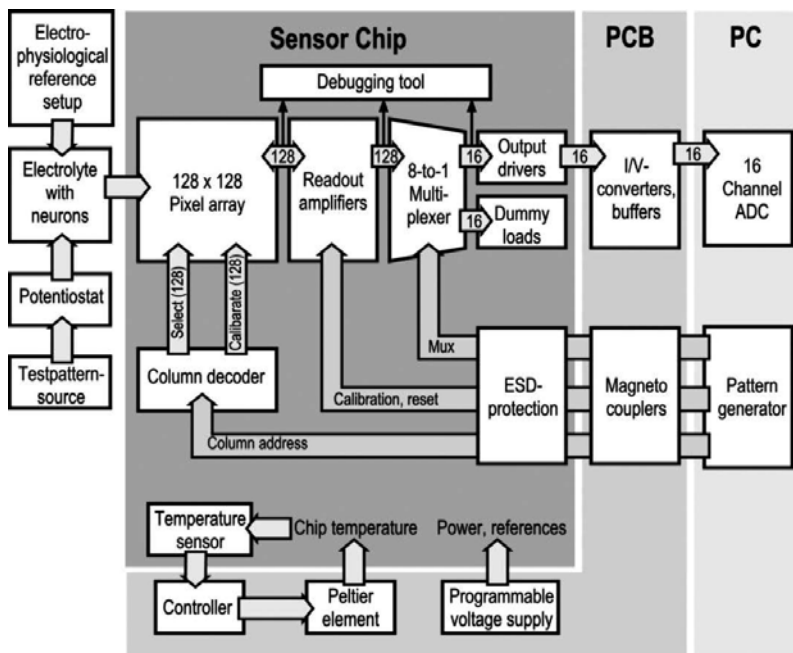 Electro-
physiological
reference
setup
Sensor Chip
PCB
PC
Debugging tool
Electrolyte
with
neurons
128 x 128
Pixel array
128
Readout
amplifiers
128
8-to-1
Multi-
plexer
16
Output
drivers
16
I/V-
converters,
buffers
16
16
Channel
ADC
16
Dummy
loads
Potentiostat
Select (128)
Calibarate (128)
Testpattern-
source
Column decoder
Mux
Calibration, reset
Column address
ESD-
protection
Magneto
couplers
Pattern
generator
Temperature
sensor
Chip temperature
Power, references
Controller
Peltier
element
Programmable
voltage supply